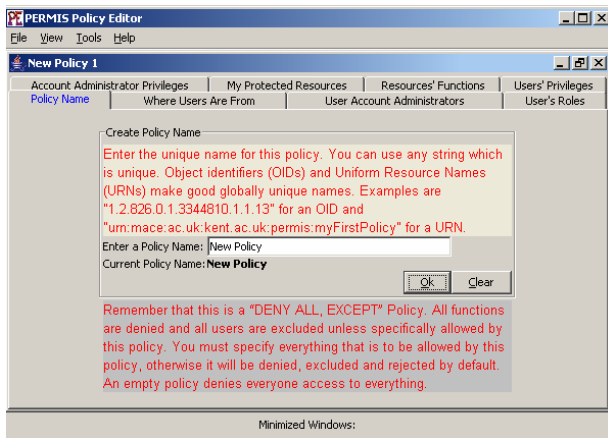 PERMIS Policy Editor
File View Tools Help
New Policy 1
Account Administrator Privileges My Protected Resources Resources' Functions Users' Privileges
Policy Name Where Users Are From User Account Administrators User's Roles
Create Policy Name
Enter the unique name for this policy. You can use any string which
is unique. Object identifiers (OIDs) and Uniform Resource Names
(URNs) make good globally unique names. Examples are
"1.2.826.0.1.3344810.1.1.13" for an OID and
"urn:mace:ac.uk:kent.ac.uk:permis:myFirstPolicy" for a URN.
Enter a Policy Name: New Policy
Current Policy Name: New Policy
Ok Clear
Remember that this is a "DENY ALL, EXCEPT" Policy. All functions
are denied and all users are excluded unless specifically allowed by
this policy. You must specify everything that is to be allowed by this
policy, otherwise it will be denied, excluded and rejected by default.
An empty policy denies everyone access to everything.
Minimized Windows: